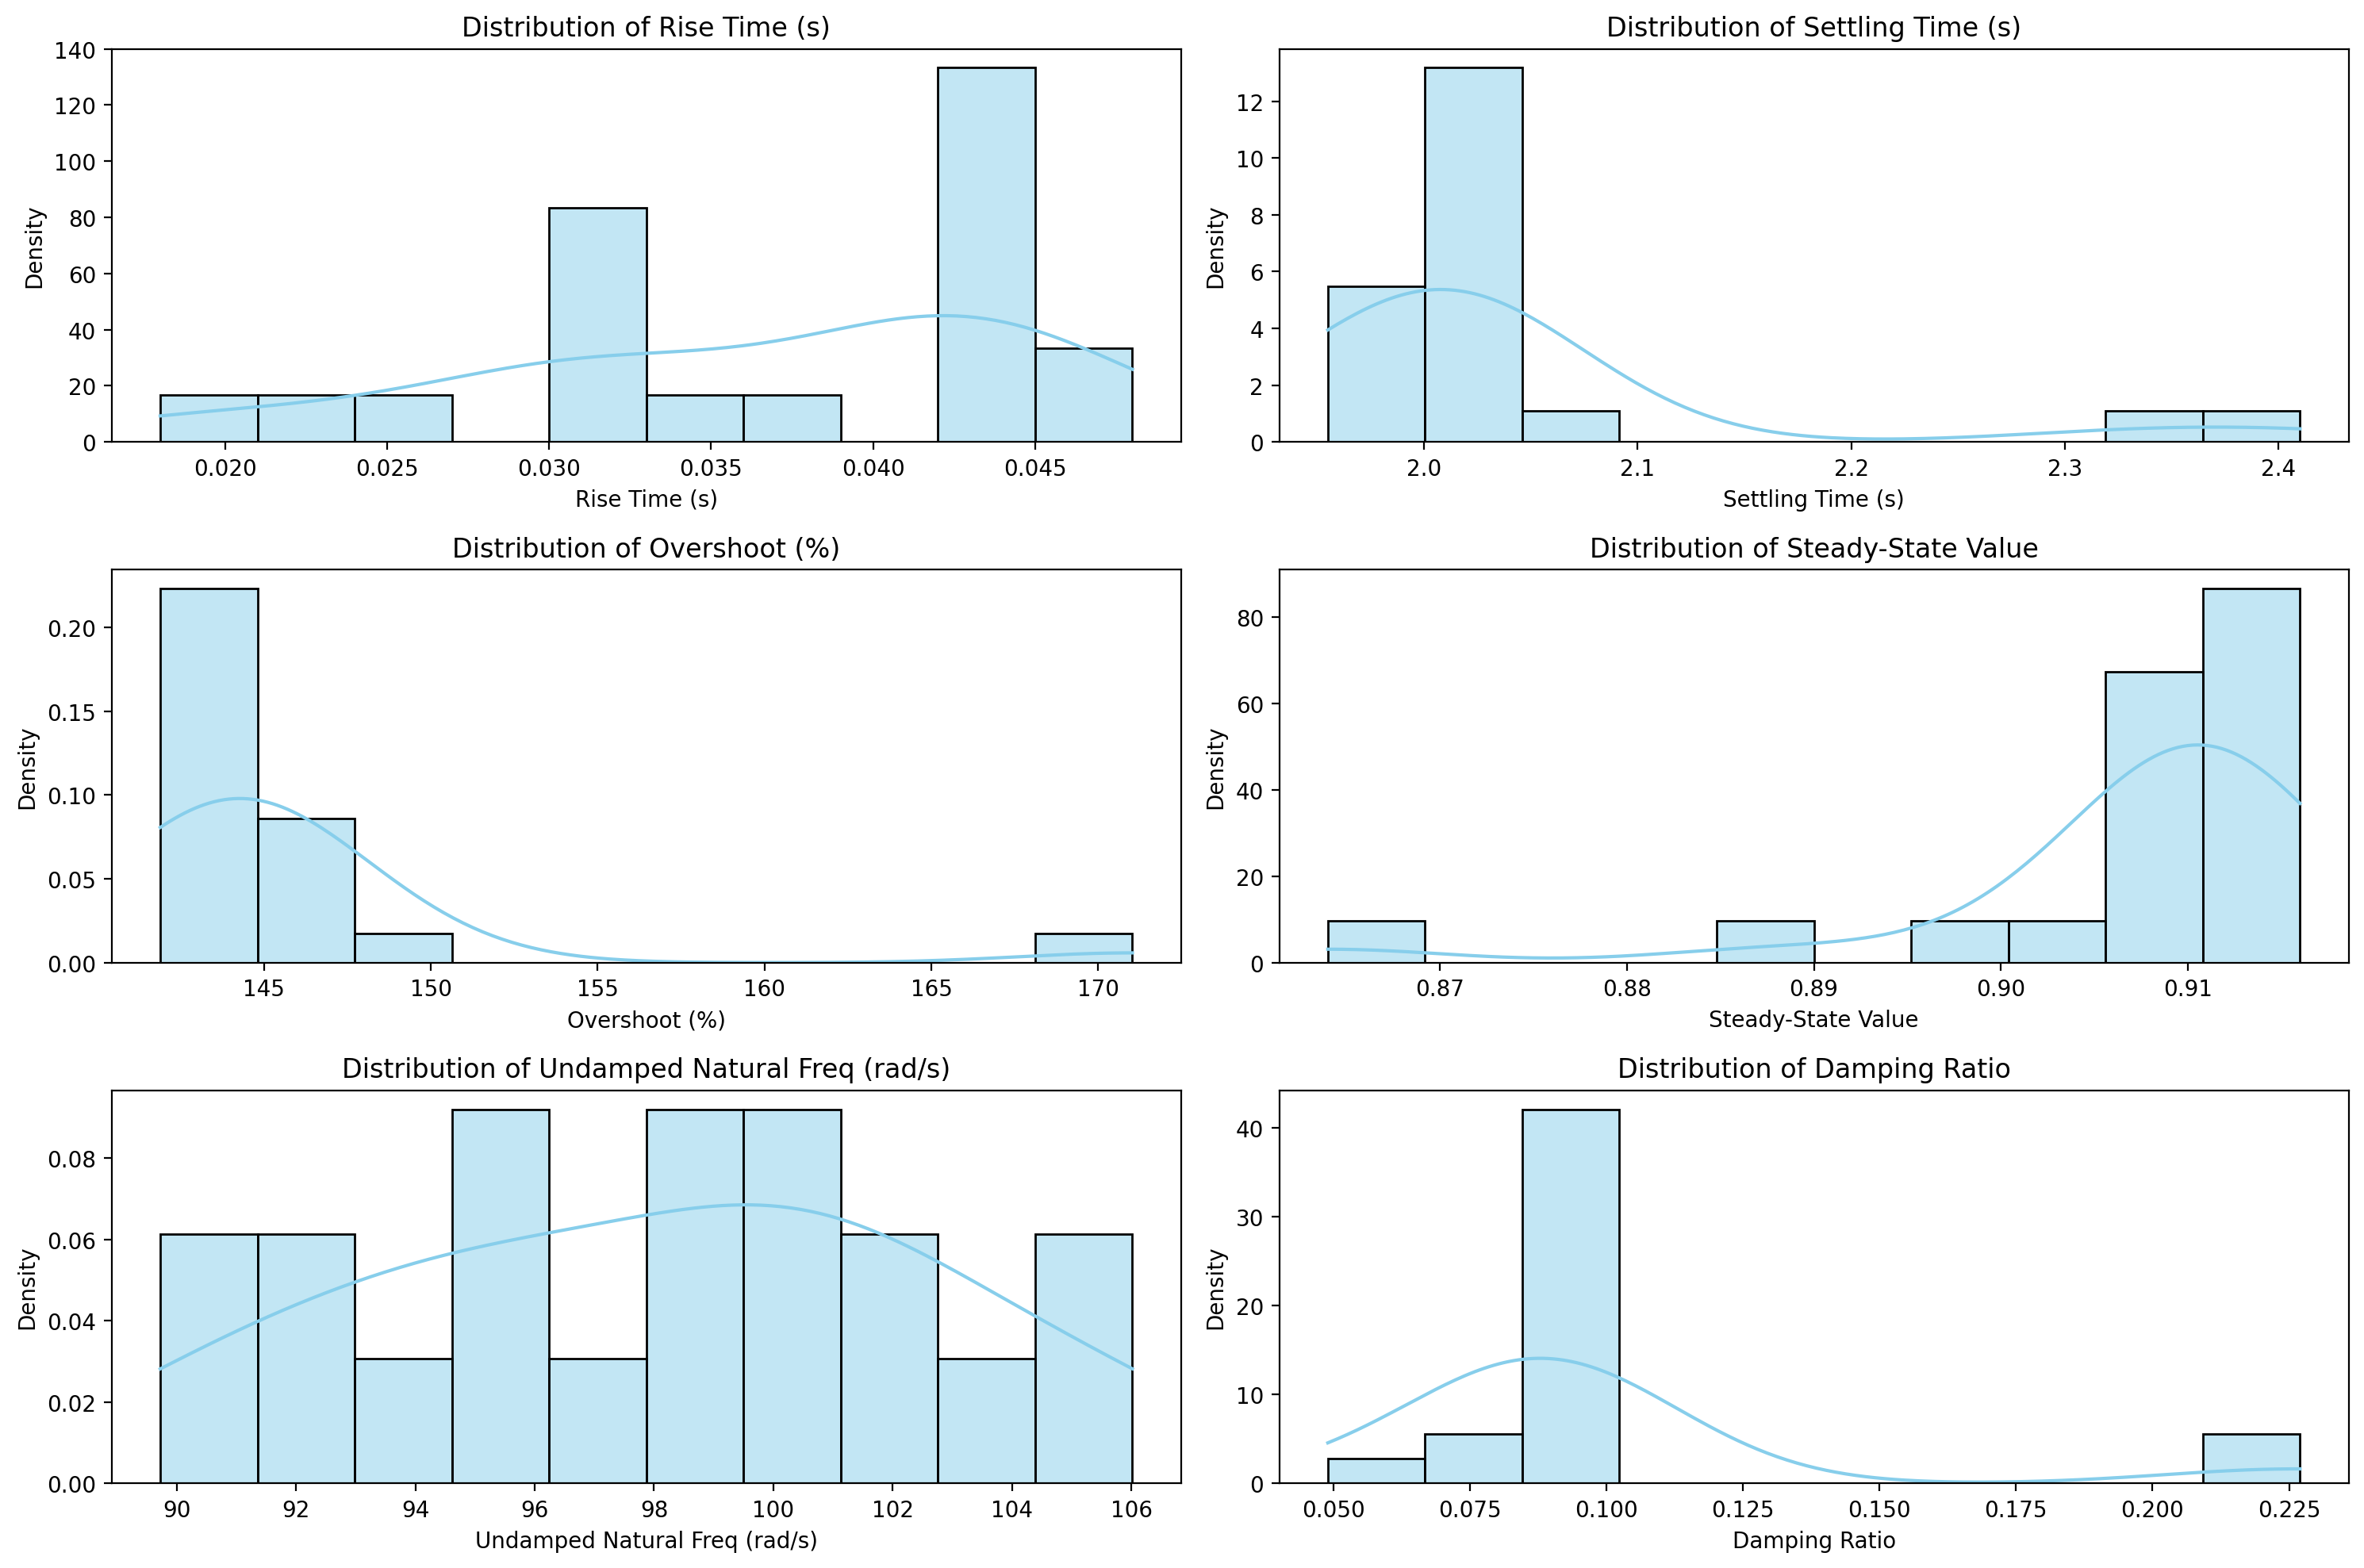 Distribution of Rise Time (s)
Density
0
20
40
60
80
100
120
140
0.020 0.025 0.030 0.035 0.040 0.045
Rise Time (s)
Distribution of Settling Time (s)
Density
0
2
4
6
8
10
12
2.0 2.1 2.2 2.3 2.4
Settling Time (s)
Distribution of Overshoot (%)
Density
0.00
0.05
0.10
0.15
0.20
145 150 155 160 165 170
Overshoot (%)
Distribution of Steady-State Value
Density
0
20
40
60
80
0.87 0.88 0.89 0.90 0.91
Steady-State Value
Distribution of Undamped Natural Freq (rad/s)
Density
0.00
0.02
0.04
0.06
0.08
90 92 94 96 98 100 102 104 106
Undamped Natural Freq (rad/s)
Distribution of Damping Ratio
Density
0
10
20
30
40
0.050 0.075 0.100 0.125 0.150 0.175 0.200 0.225
Damping Ratio